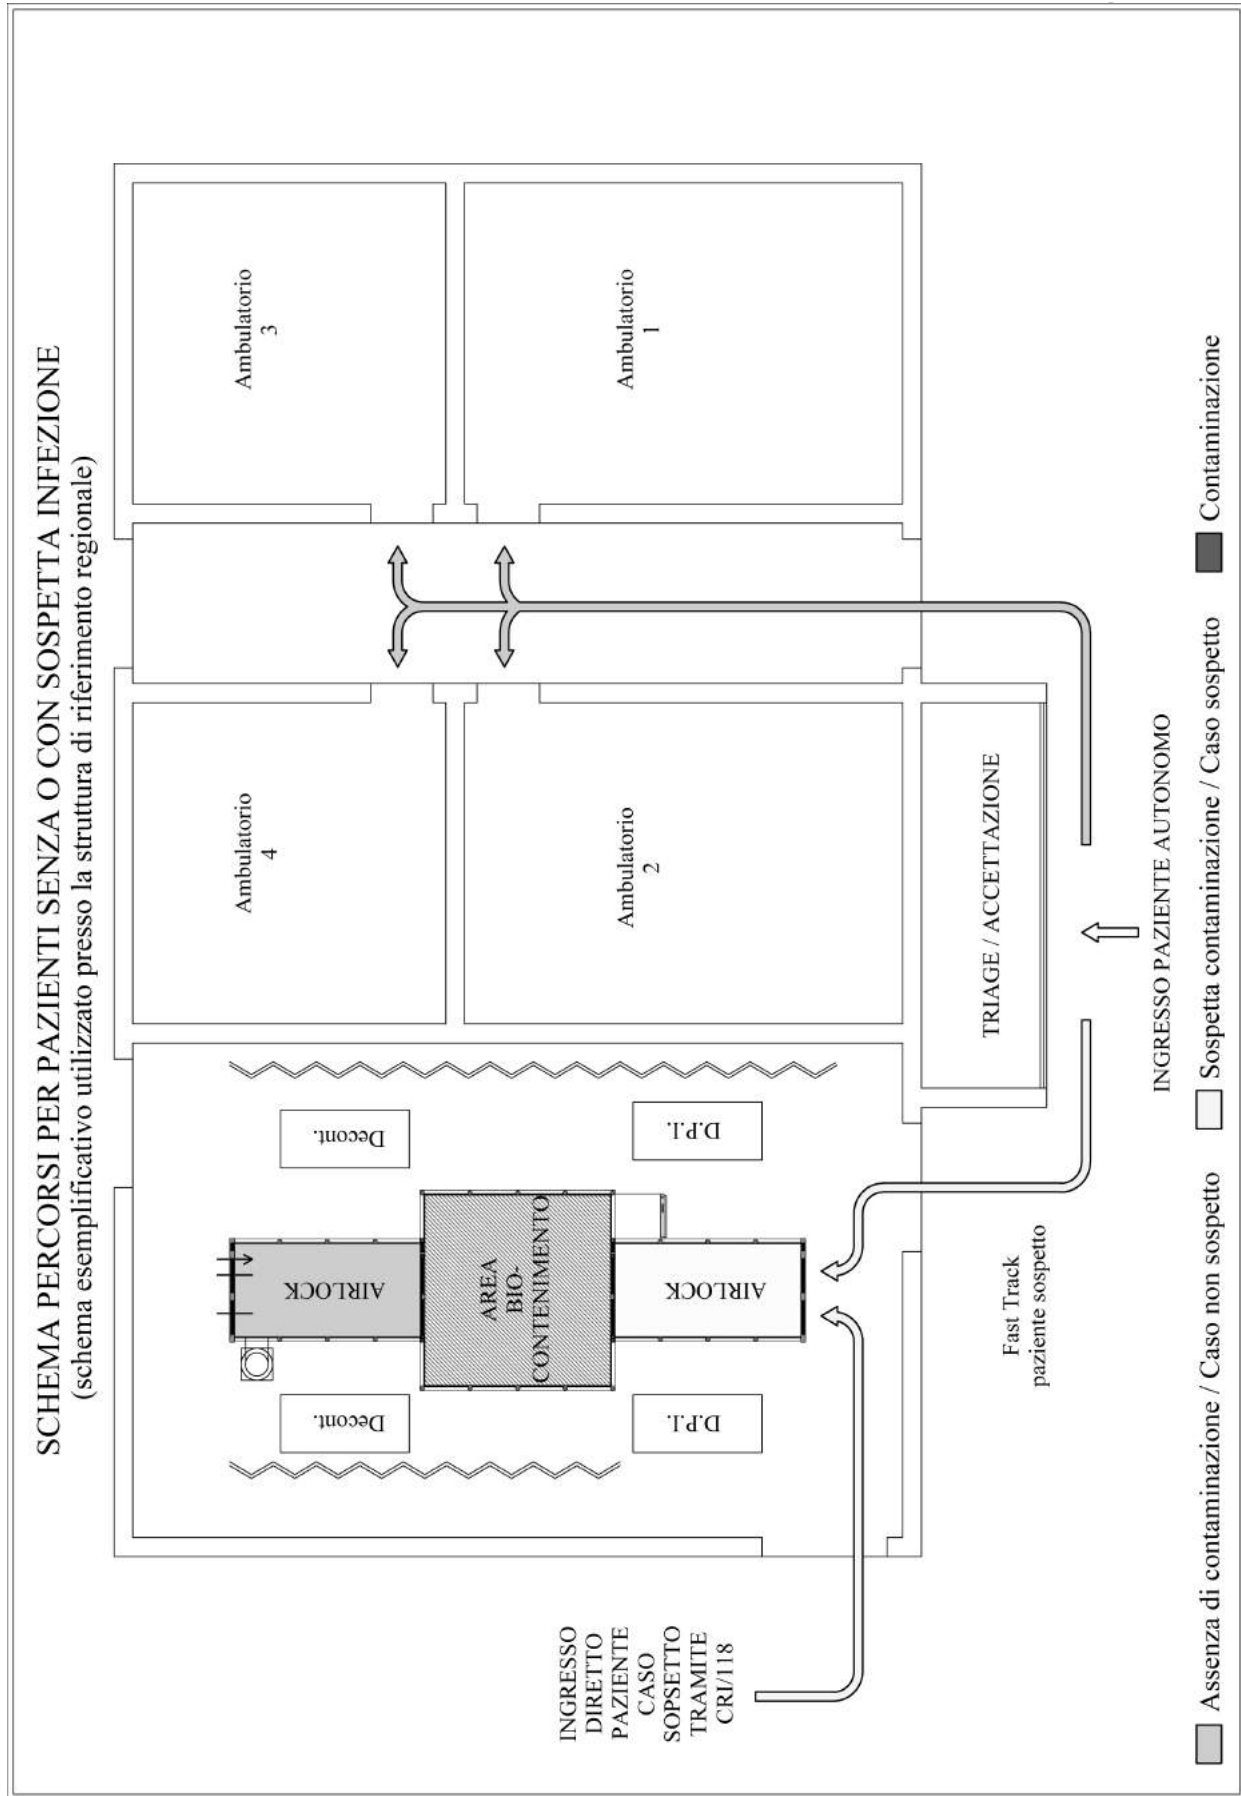 SCHEMA PERCORSI PER PAZIENTI SENZA O CON SOSPETTA INFEZIONE
(schema esemplificativo utilizzato presso la struttura di riferimento regionale)
Decont.
AIRLOCK
Decont.
Ambulatorio
4
Ambulatorio
3
AREA
BIO-
CONTENIMENTO
INGRESSO
DIRETTO
PAZIENTE
CASO
SOPSETTO
TRAMITE
CRI/118
D.P.I.
AIRLOCK
D.P.I.
Ambulatorio
2
Ambulatorio
1
Fast Track
paziente sospetto
TRIAGE / ACCETTAZIONE
INGRESSO PAZIENTE AUTONOMO
Assenza di contaminazione / Caso non sospetto
Sospetta contaminazione / Caso sospetto
Contaminazione